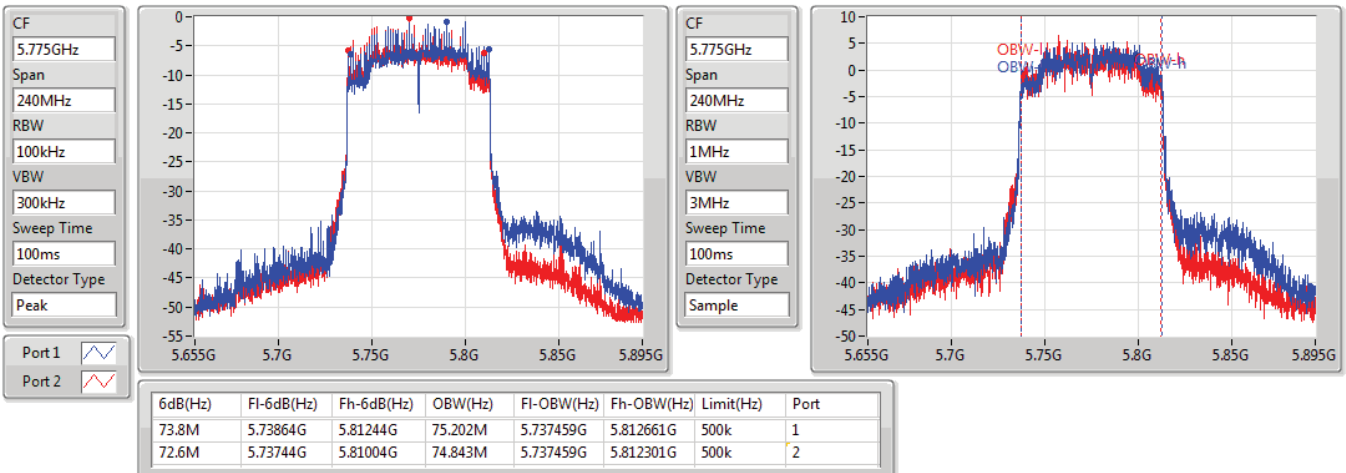 CF
5.775GHz
Span
240MHz
RBW
100kHz
VBW
300kHz
Sweep Time
100ms
Detector Type
Peak
Port 1
Port 2
0
-5
-10
-15
-20
-25
-30
-35
-40
-45
-50
-55
5.655G 5.7G 5.75G 5.8G 5.85G 5.895G
CF
5.775GHz
Span
240MHz
RBW
1MHz
VBW
3MHz
Sweep Time
100ms
Detector Type
Sample
10
5
0
-5
-10
-15
-20
-25
-30
-35
-40
-45
-50
OBW-l
OBW-h
OBW-
OBW-h
5.655G 5.7G 5.75G 5.8G 5.85G 5.895G
6dB(Hz) Fl-6dB(Hz) Fh-6dB(Hz) OBW(Hz) Fl-OBW(Hz) Fh-OBW(Hz) Limit(Hz) Port
73.8M 5.73864G 5.81244G 75.202M 5.737459G 5.812661G 500k 1
72.6M 5.73744G 5.81004G 74.843M 5.737459G 5.812301G 500k 2